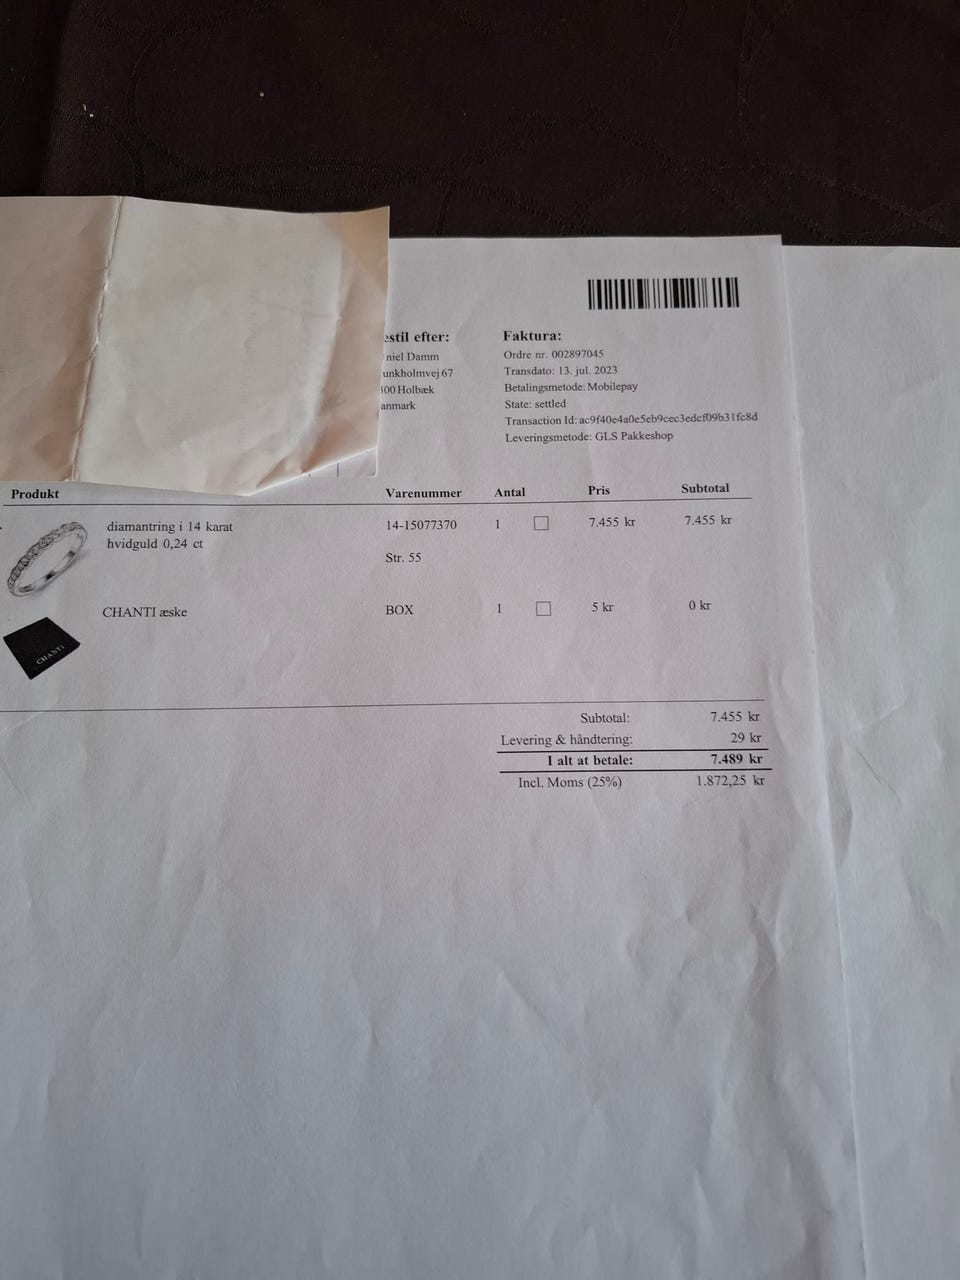 estil efter:
niel Damm
unkholmvej 67
300 Holbæk
anmark
Faktura:
Ordre nr. 002897045
Transdato: 13. jul. 2023
Betalingsmetode: Mobilepay
State: settled
Transaction Id: ac9f40e4a0e5eb9cec3edcf09b31fc8d
Leveringsmetode: GLS Pakkeshop
Produkt Varenummer Antal Pris Subtotal
diamantring i 14 karat 14-15077370 1 7.455 kr 7.455 kr
hvidguld 0,24 ct
Str. 55
CHANTI æske BOX 1 5 kr 0 kr
CHANTI
Subtotal: 7.455 kr
Levering & håndtering: 29 kr
I alt at betale: 7.489 kr
Incl. Moms (25%) 1.872,25 kr